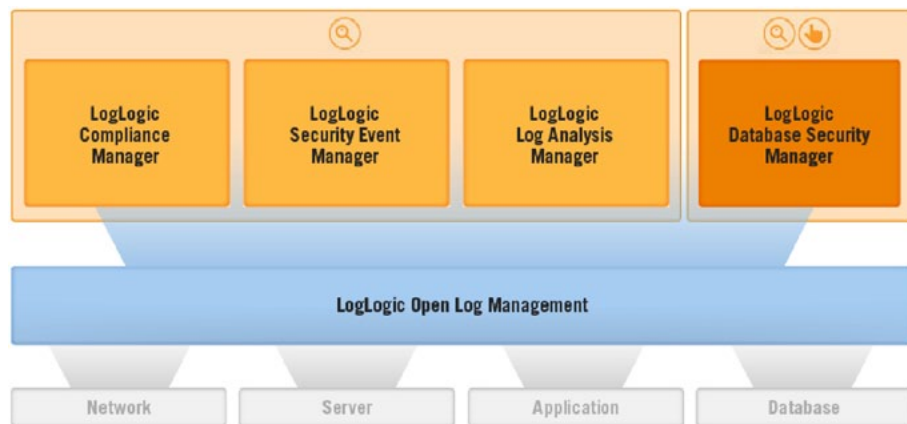 LogLogic
Compliance
Manager
LogLogic
Security Event
Manager
LogLogic
Log Analysis
Manager
LogLogic
Database Security
Manager
LogLogic Open Log Management
Network
Server
Application
Database